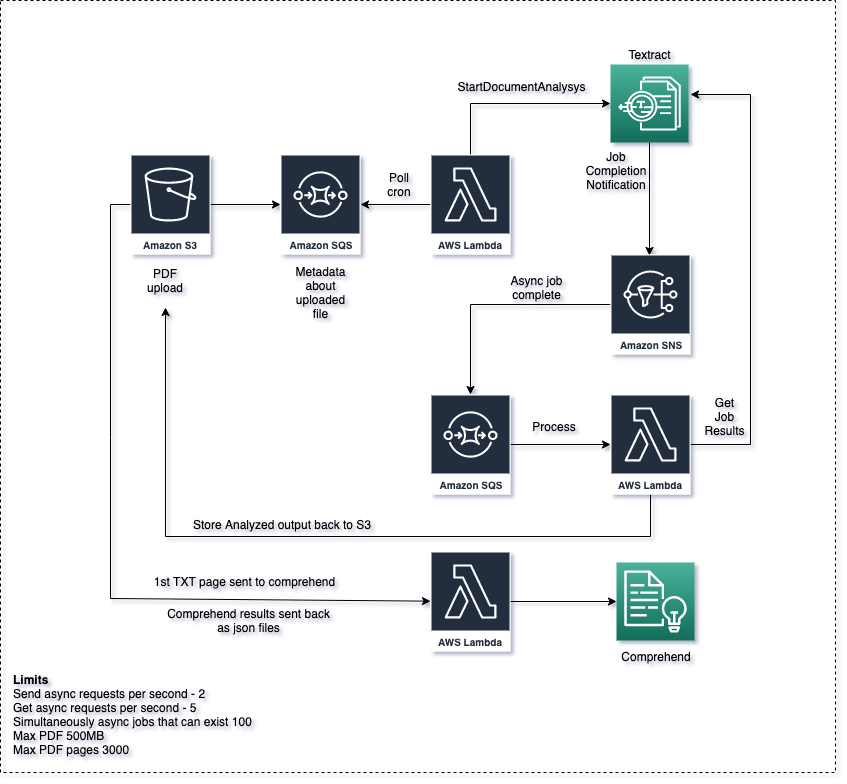 Textract
StartDocumentAnalysys
Job
Completion
Notification
Poll
cron
Amazon S3
Amazon SQS
AWS Lambda
PDF
upload
Metadata
about
uploaded
file
Async job
complete
Amazon SNS
Get
Job
Results
Process
Amazon SQS
AWS Lambda
Store Analyzed output back to S3
1st TXT page sent to comprehend
Comprehend results sent back
as json files
AWS Lambda
Comprehend
Limits
Send async requests per second - 2
Get async requests per second - 5
Simultaneously async jobs that can exist 100
Max PDF 500MB
Max PDF pages 3000